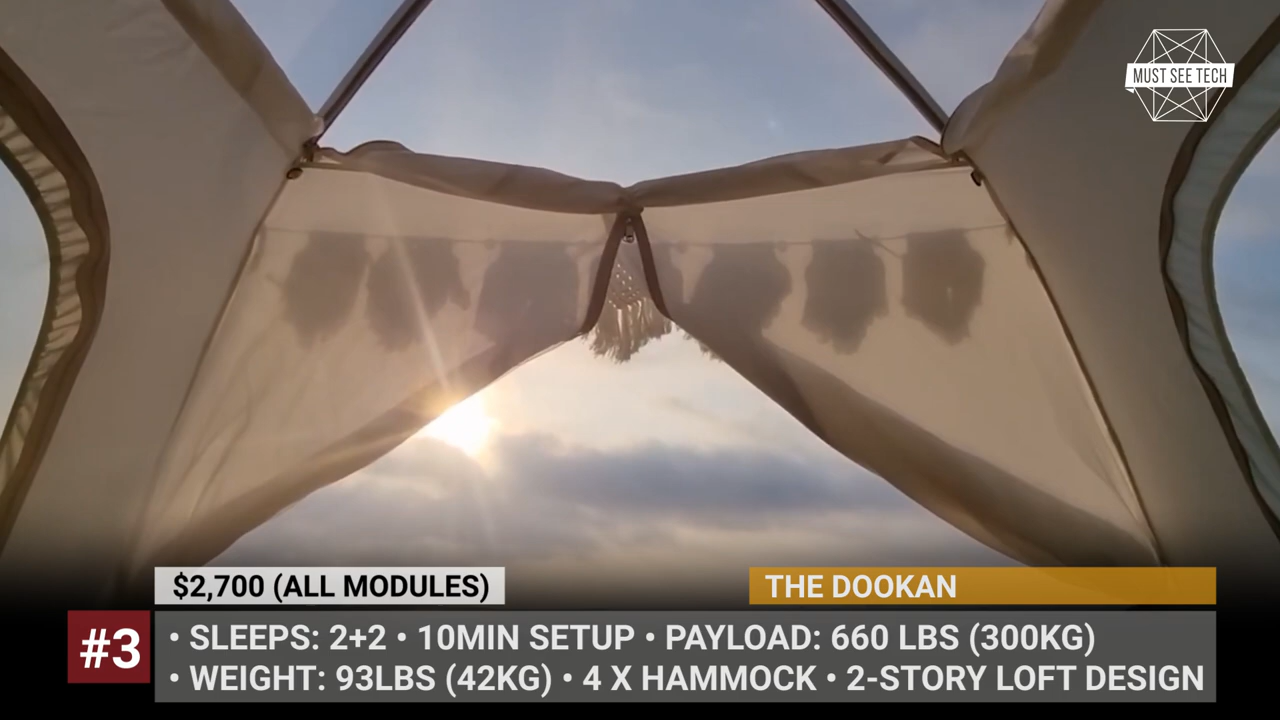 MUST SEE TECH
$2,700 (ALL MODULES)
THE DOOKAN
#3
• SLEEPS: 2+2 • 10MIN SETUP • PAYLOAD: 660 LBS (300KG)
• WEIGHT: 93LBS (42KG) • 4 X HAMMOCK • 2-STORY LOFT DESIGN